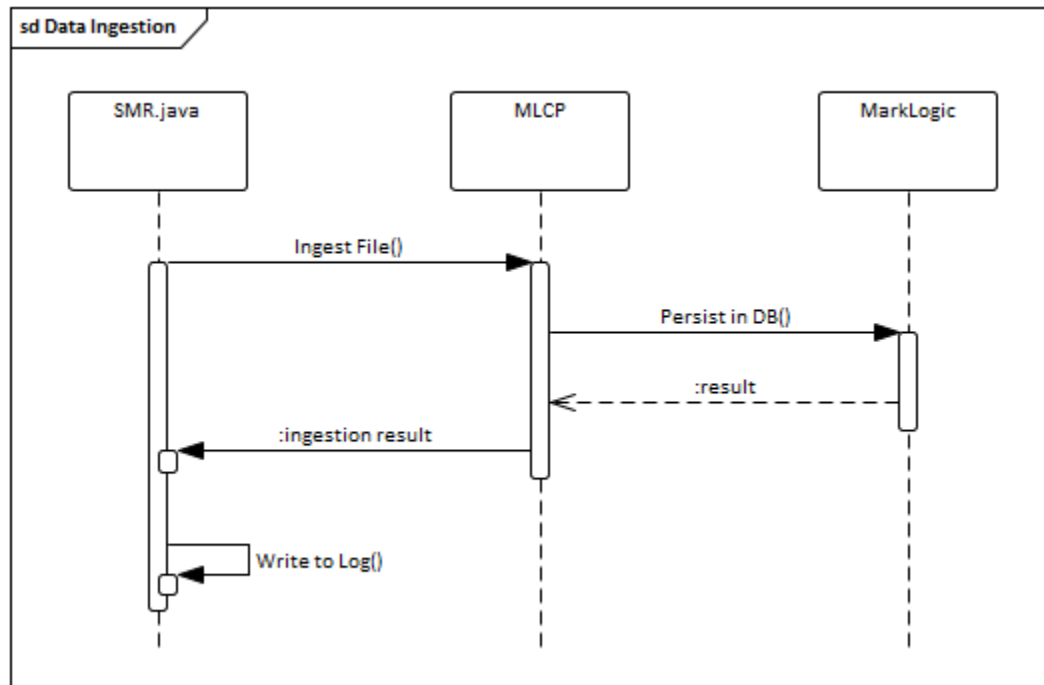 sd Data Ingestion
SMR.java
MLCP
MarkLogic
Ingest File()
Persist in DB()
:result
:ingestion result
Write to Log()